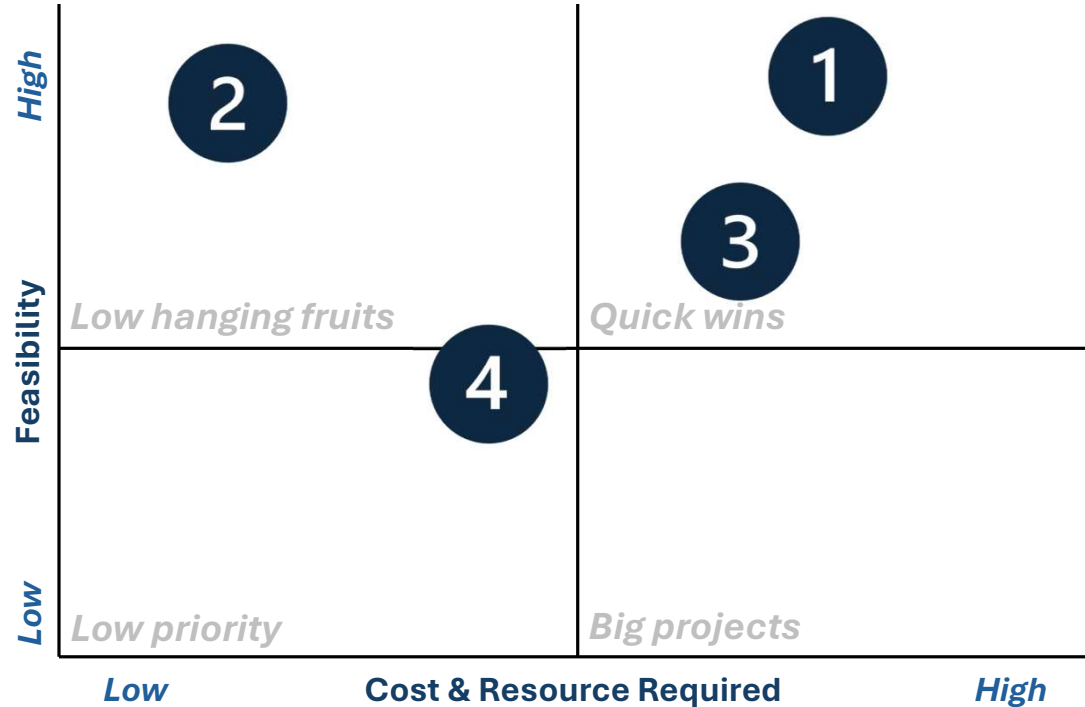 High
2
1
3
Low hanging fruits
Quick wins
Feasibility
4
Low
Low priority
Big projects
Low
Cost & Resource Required
High